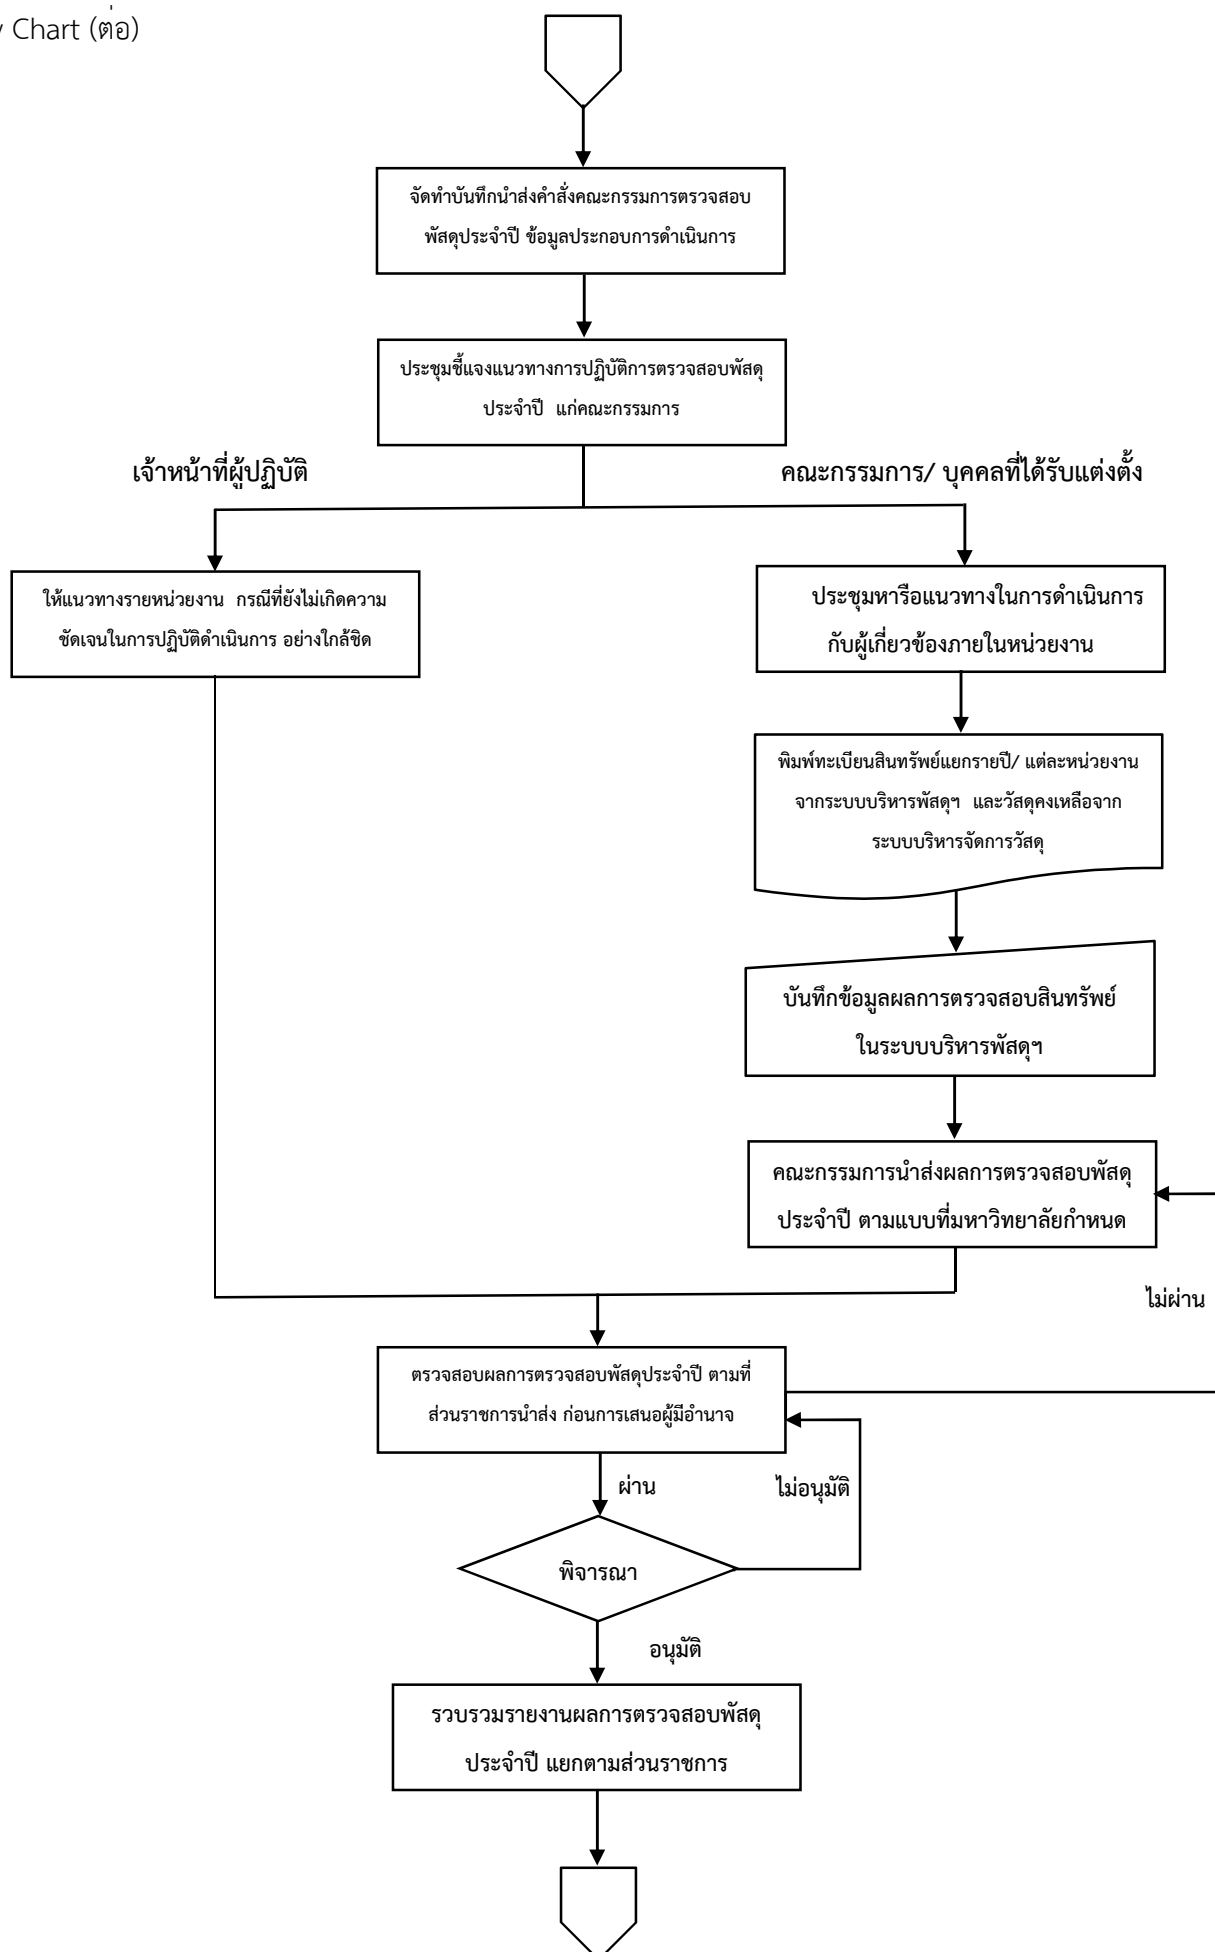 Chart (ต่อ)
จัดทำบันทึกนำส่งคำสั่งคณะกรรมการตรวจสอบ
พัสดุประจำปี ข้อมูลประกอบการดำเนินการ
ประชุมชี้แจงแนวทางการปฏิบัติการตรวจสอบพัสดุ
ประจำปี แก่คณะกรรมการ
เจ้าหน้าที่ผู้ปฏิบัติ
คณะกรรมการ/ บุคคลที่ได้รับแต่งตั้ง
ให้แนวทางรายหน่วยงาน กรณีที่ยังไม่เกิดความ
ชัดเจนในการปฏิบัติดำเนินการ อย่างใกล้ชิด
ประชุมหารือแนวทางในการดำเนินการ
กับผู้เกี่ยวข้องภายในหน่วยงาน
พิมพ์ทะเบียนสินทรัพย์แยกรายปี/ แต่ละหน่วยงาน
จากระบบบริหารพัสดุฯ และวัสดุคงเหลือจาก
ระบบบริหารจัดการวัสดุ
บันทึกข้อมูลผลการตรวจสอบสินทรัพย์
ในระบบบริหารพัสดุฯ
คณะกรรมการนำส่งผลการตรวจสอบพัสดุ
ประจำปี ตามแบบที่มหาวิทยาลัยกำหนด
ไม่ผ่าน
ตรวจสอบผลการตรวจสอบพัสดุประจำปี ตามที่
ส่วนราชการนำส่ง ก่อนการเสนอผู้มีอำนาจ
ผ่าน
ไม่อนุมัติ
พิจารณา
อนุมัติ
รวบรวมรายงานผลการตรวจสอบพัสดุ
ประจำปี แยกตามส่วนราชการ